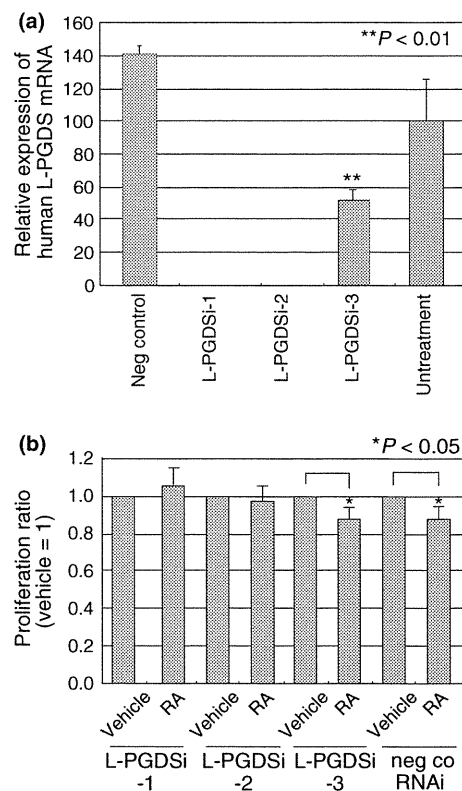 (a)
Relative expression of
human L-PGDS mRNA
160
140
120
100
80
60
40
20
0
**P < 0.01
**
Neg control
L-PGDSi-1
L-PGDSi-2
L-PGDSi-3
Untreatment
(b)
Proliferation ratio
(vehicle = 1)
1.2
1.0
0.8
0.6
0.4
0.2
0.0
*P < 0.05
*
*
Vehicle
RA
Vehicle
RA
Vehicle
RA
Vehicle
RA
L-PGDSi
-1
L-PGDSi
-2
L-PGDSi
-3
neg co
RNAi